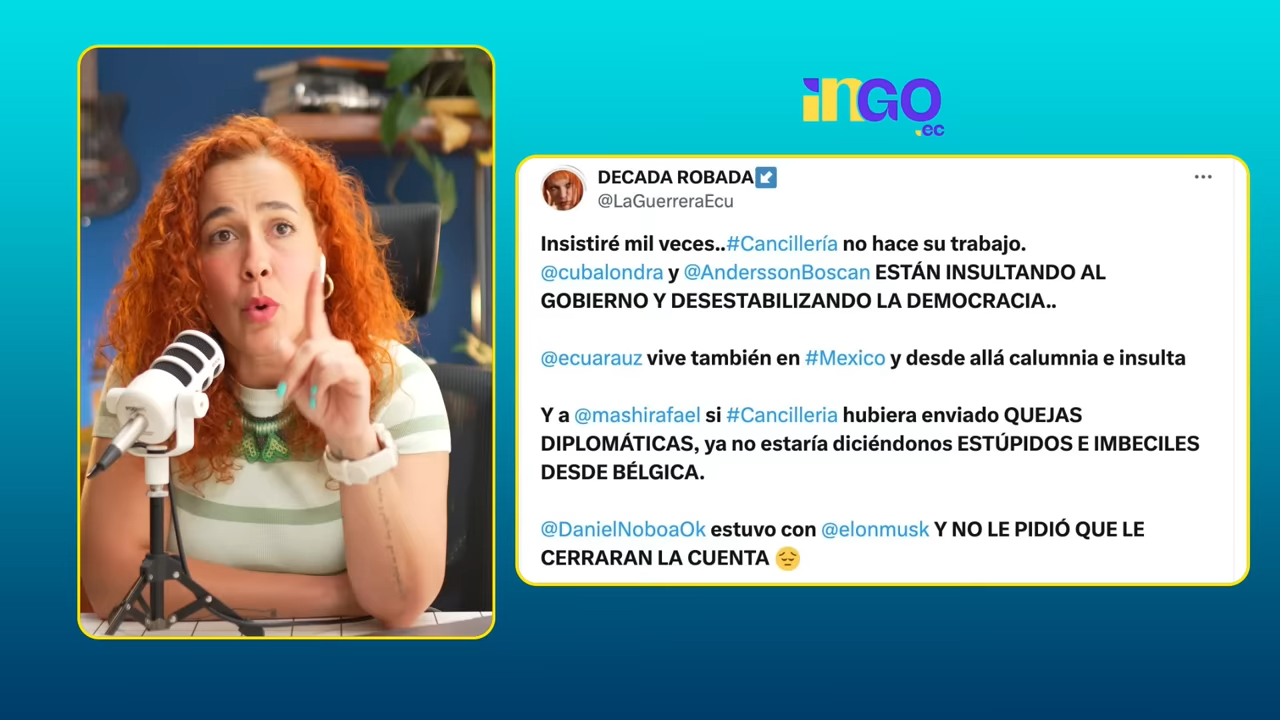 inGO
.ec
DECADA ROBADA
@LaGuerreraEcu
Insistiré mil veces..#Cancillería no hace su trabajo.
@cubalondra y @AnderssonBoscan ESTÁN INSULTANDO AL
GOBIERNO Y DESESTABILIZANDO LA DEMOCRACIA..
@ecuarauz vive también en #Mexico y desde allá calumnia e insulta
Y a @mashirafael si #Cancilleria hubiera enviado QUEJAS
DIPLOMÁTICAS, ya no estaría diciéndonos ESTÚPIDOS E IMBECILES
DESDE BÉLGICA.
@DanielNoboaOk estuvo con @elonmusk Y NO LE PIDIÓ QUE LE
CERRARAN LA CUENTA 😔